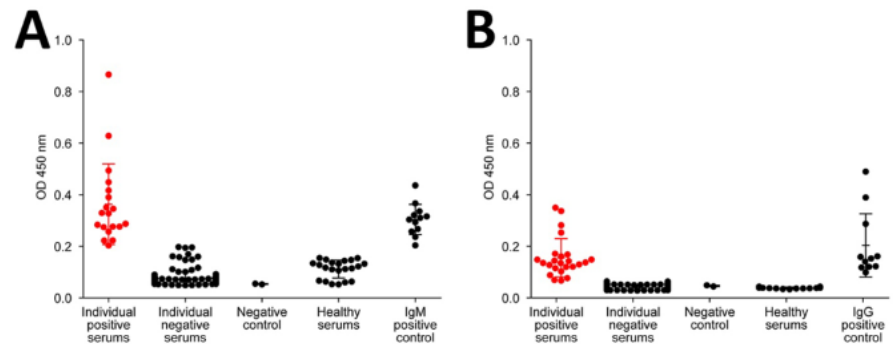 A
B
1.0
0.8
0.6
0.4
0.2
0.0
OD 450 nm
Individual positive serums
Individual negative serums
Negative control
Healthy serums
IgM positive control
1.0
0.8
0.6
0.4
0.2
0.0
OD 450 nm
Individual positive serums
Individual negative serums
Negative control
Healthy serums
IgG positive control